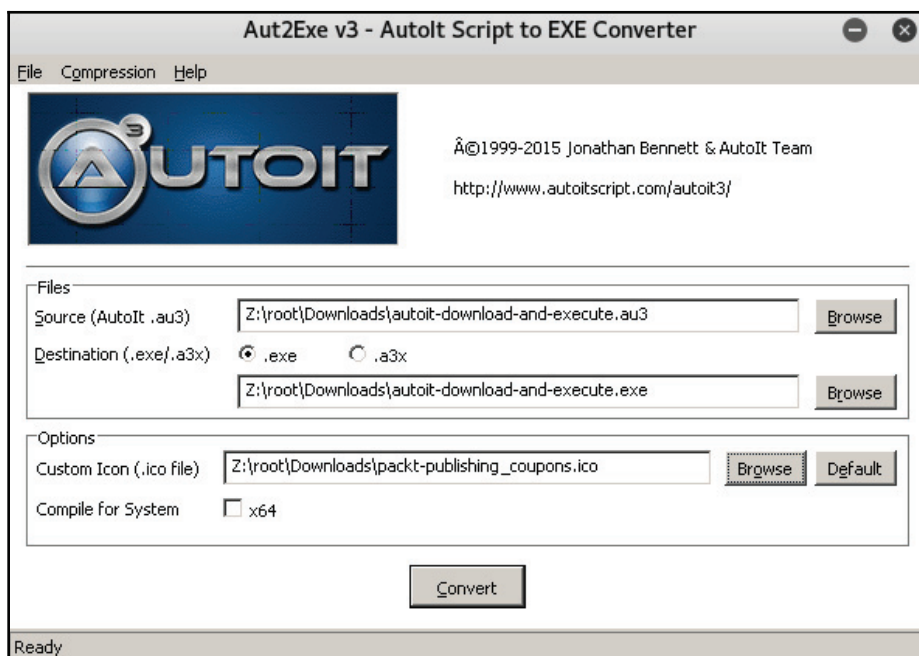 Aut2Exe v3 - AutoIt Script to EXE Converter
File Compression Help
AUTOIT 3
Â©1999-2015 Jonathan Bennett & AutoIt Team
http://www.autoitscript.com/autoit3/
Files
Source (AutoIt .au3) Z:\root\Downloads\autoit-download-and-execute.au3 Browse
Destination (.exe/.a3x) .exe .a3x
Z:\root\Downloads\autoit-download-and-execute.exe Browse
Options
Custom Icon (.ico file) Z:\root\Downloads\packt-publishing_coupons.ico Browse Default
Compile for System x64
Convert
Ready